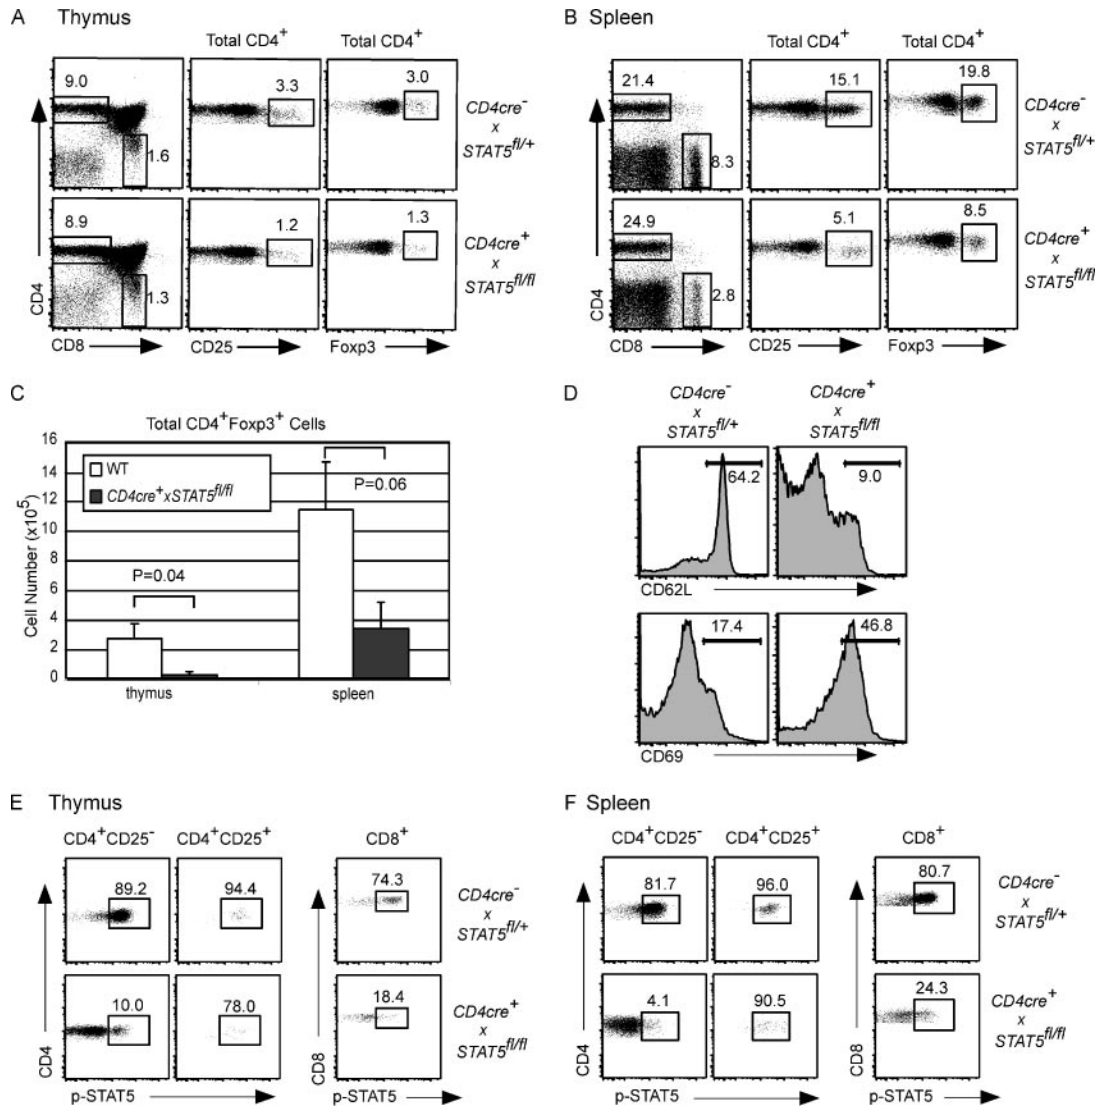 A Thymus
Total CD4+ Total CD4+
9.0 3.3 3.0
1.6
CD4cre-
x
STAT5fl/+
8.9 1.2 1.3
1.3
CD4cre+
x
STAT5fl/fl
CD4
CD8 CD25 Foxp3
B Spleen
Total CD4+ Total CD4+
21.4 15.1 19.8
8.3
CD4cre-
x
STAT5fl/+
24.9 5.1 8.5
2.8
CD4cre+
x
STAT5fl/fl
CD4
CD8 CD25 Foxp3
C
Total CD4+Foxp3+ Cells
Cell Number (x10^5)
16
14
12
10
8
6
4
2
0
WT
CD4cre+xSTAT5fl/fl
P=0.04
P=0.06
thymus spleen
D
CD4cre-
x
STAT5fl/+
CD4cre+
x
STAT5fl/fl
64.2 9.0
CD62L
17.4 46.8
CD69
E Thymus
CD4+CD25- CD4+CD25+ CD8+
89.2 94.4 74.3
CD4cre-
x
STAT5fl/+
10.0 78.0 18.4
CD4cre+
x
STAT5fl/fl
CD4 CD8
p-STAT5 p-STAT5
F Spleen
CD4+CD25- CD4+CD25+ CD8+
81.7 96.0 80.7
CD4cre-
x
STAT5fl/+
4.1 90.5 24.3
CD4cre+
x
STAT5fl/fl
CD4 CD8
p-STAT5 p-STAT5